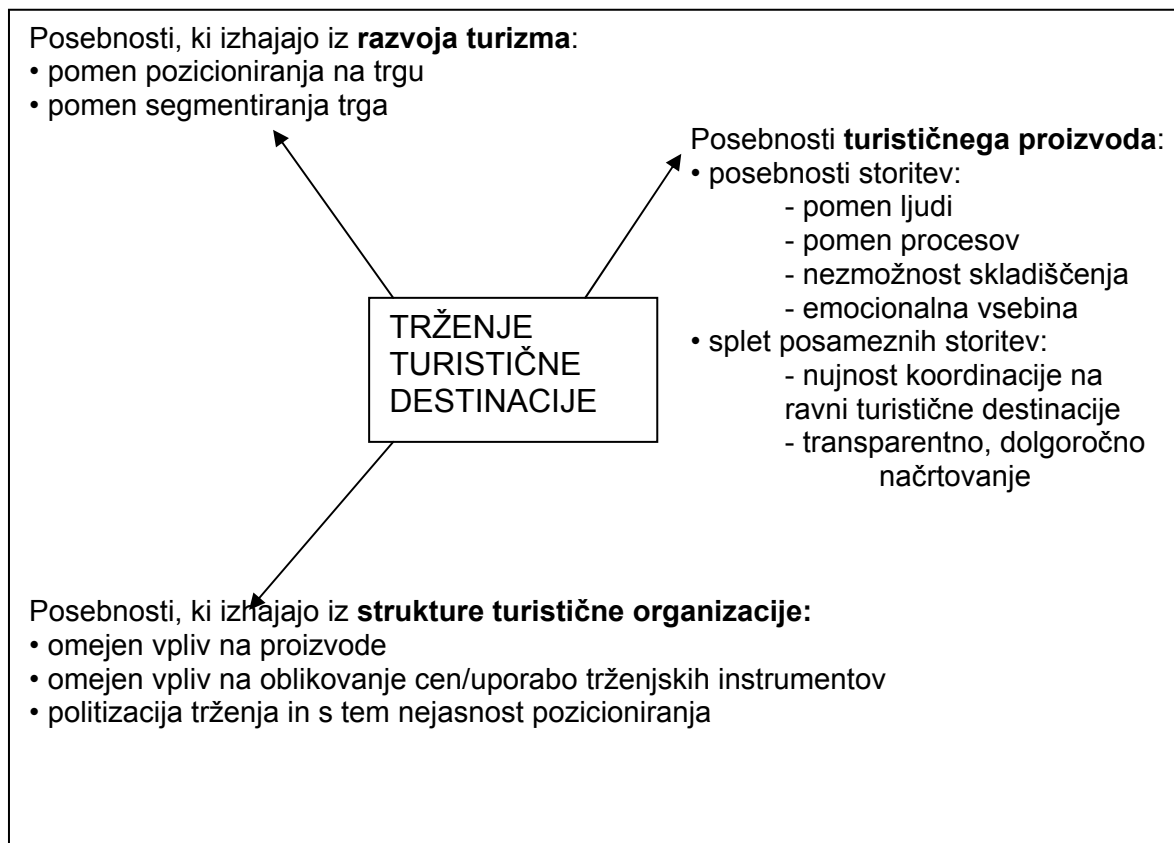 Posebnosti, ki izhajajo iz razvoja turizma:
• pomen pozicioniranja na trgu
• pomen segmentiranja trga
Posebnosti turističnega proizvoda:
• posebnosti storitev:
- pomen ljudi
- pomen procesov
- nezmožnost skladiščenja
- emocionalna vsebina
• splet posameznih storitev:
- nujnost koordinacije na
ravni turistične destinacije
- transparentno, dolgoročno
načrtovanje
TRŽENJE
TURISTIČNE
DESTINACIJE
Posebnosti, ki izhajajo iz strukture turistične organizacije:
• omejen vpliv na proizvode
• omejen vpliv na oblikovanje cen/uporabo trženjskih instrumentov
• politizacija trženja in s tem nejasnost pozicioniranja